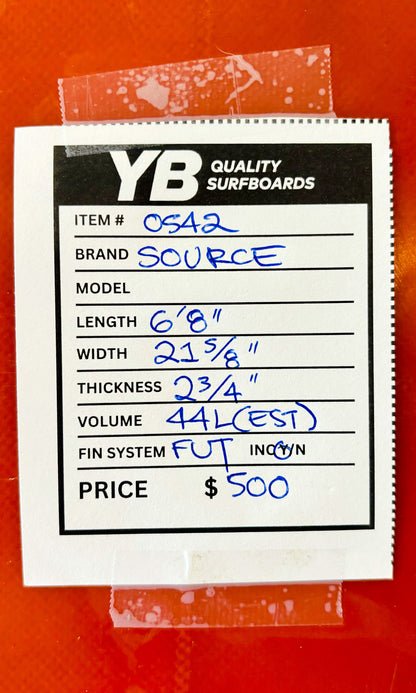 YB QUALITY
SURFBOARDS
ITEM # 0542
BRAND SOURCE
MODEL
LENGTH 6'8"
WIDTH 21 5/8"
THICKNESS 2 3/4"
VOLUME 44L (EST)
FIN SYSTEM FUT INC Y/N
PRICE $ 500